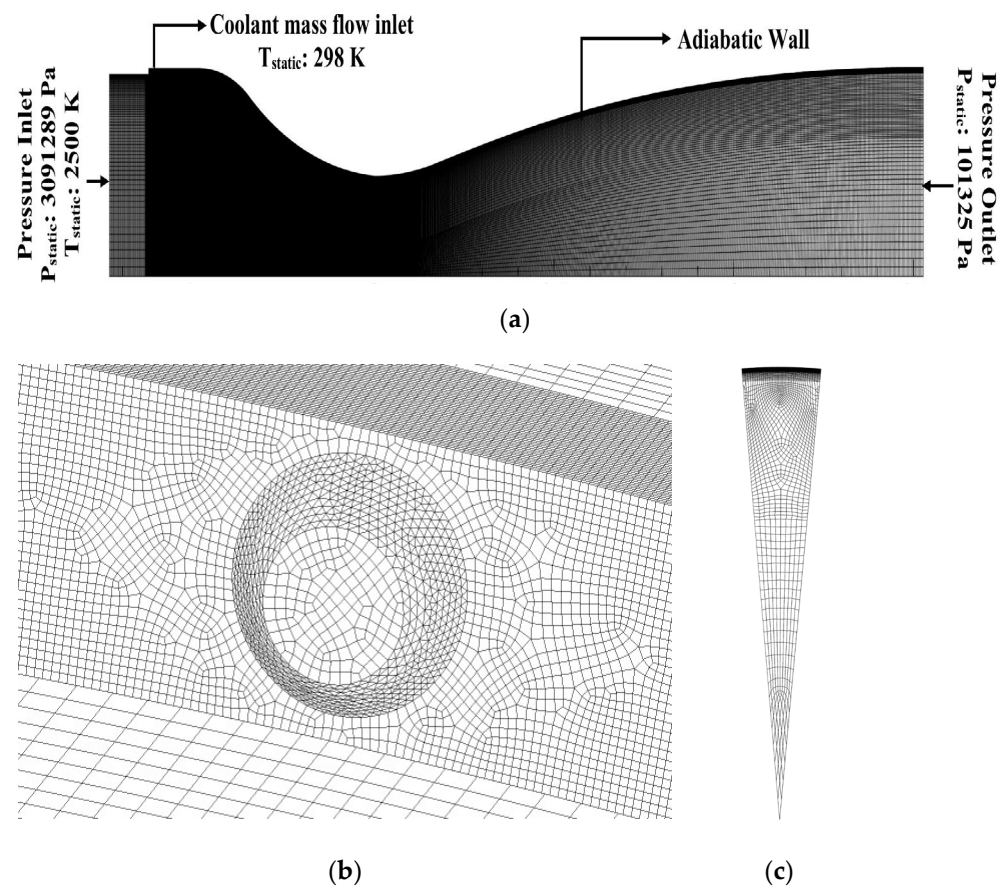 Coolant mass flow inlet
Tstatic: 298 K
Adiabatic Wall
Pressure Inlet
Pstatic: 3091289 Pa
Tstatic: 2500 K
Pressure Outlet
Pstatic: 101325 Pa
(a)
(b)
(c)